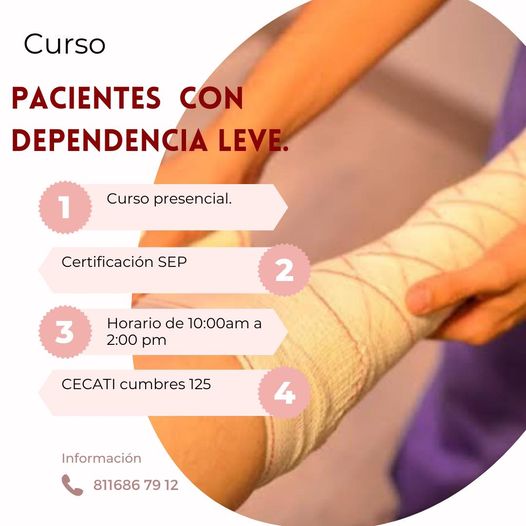 Curso
PACIENTES CON
DEPENDENCIA LEVE.
1
Curso presencial.
Certificación SEP
2
3
Horario de 10:00am a
2:00 pm
CECATI cumbres 125
4
Información
811686 79 12